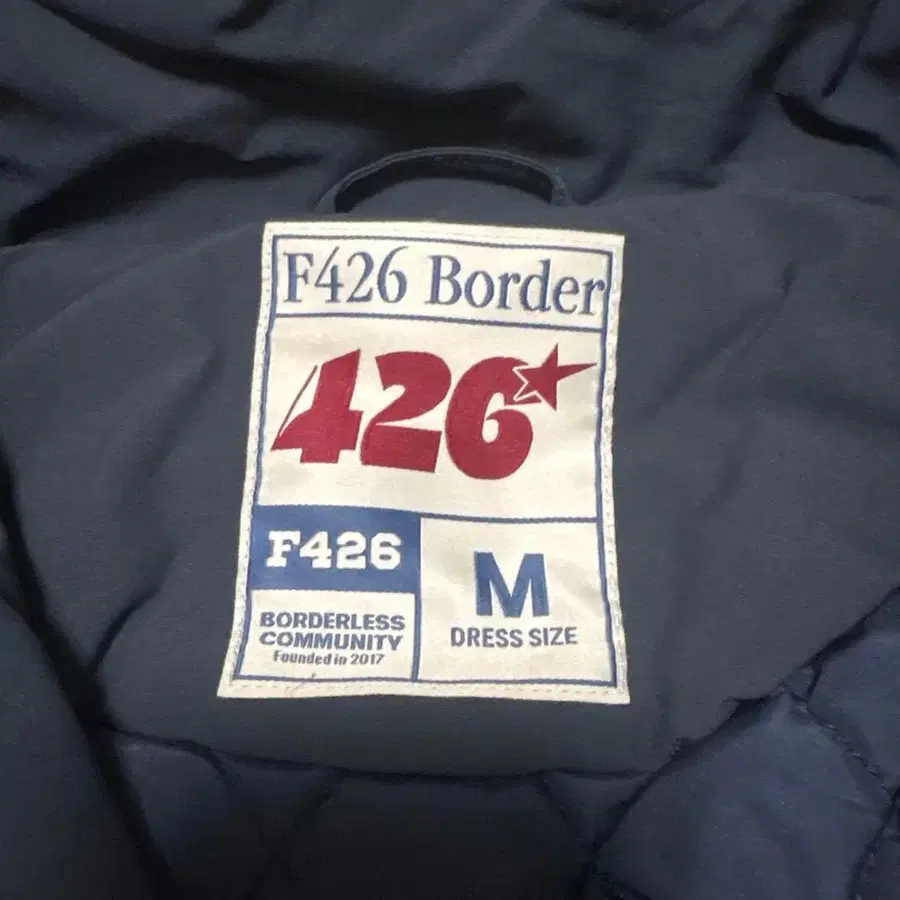 F426 Border
426
F426
BORDERLESS
COMMUNITY
Founded in 2017
M
DRESS SIZE